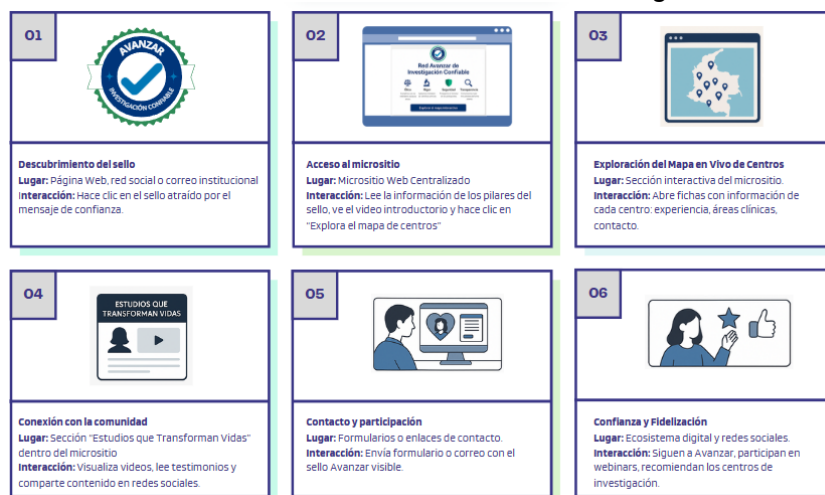 01
AVANZAR
INVESTIGACIÓN CONFIABLE
Descubrimiento del sello
Lugar: Página Web, red social o correo institucional
Interacción: Hace clic en el sello atraído por el
mensaje de confianza.
02
Red Avanzar de
Investigación Confiable
Acceso al micrositio
Lugar: Micrositio Web Centralizado
Interacción: Lee la información de los pilares del
sello, ve el video introductorio y hace clic en
"Explora el mapa de centros"
03
Exploración del Mapa en Vivo de Centros
Lugar: Sección interactiva del micrositio.
Interacción: Abre fichas con información de
cada centro: experiencia, áreas clínicas,
contacto.
04
ESTUDIOS QUE
TRANSFORMAN VIDAS
Conexión con la comunidad
Lugar: Sección "Estudios que Transforman Vidas"
dentro del micrositio
Interacción: Visualiza videos, lee testimonios y
comparte contenido en redes sociales.
05
Contacto y participación
Lugar: Formularios o enlaces de contacto.
Interacción: Envía formulario o correo con el
sello Avanzar visible.
06
Confianza y Fidelización
Lugar: Ecosistema digital y redes sociales.
Interacción: Siguen a Avanzar, participan en
webinars, recomiendan los centros de
investigación.